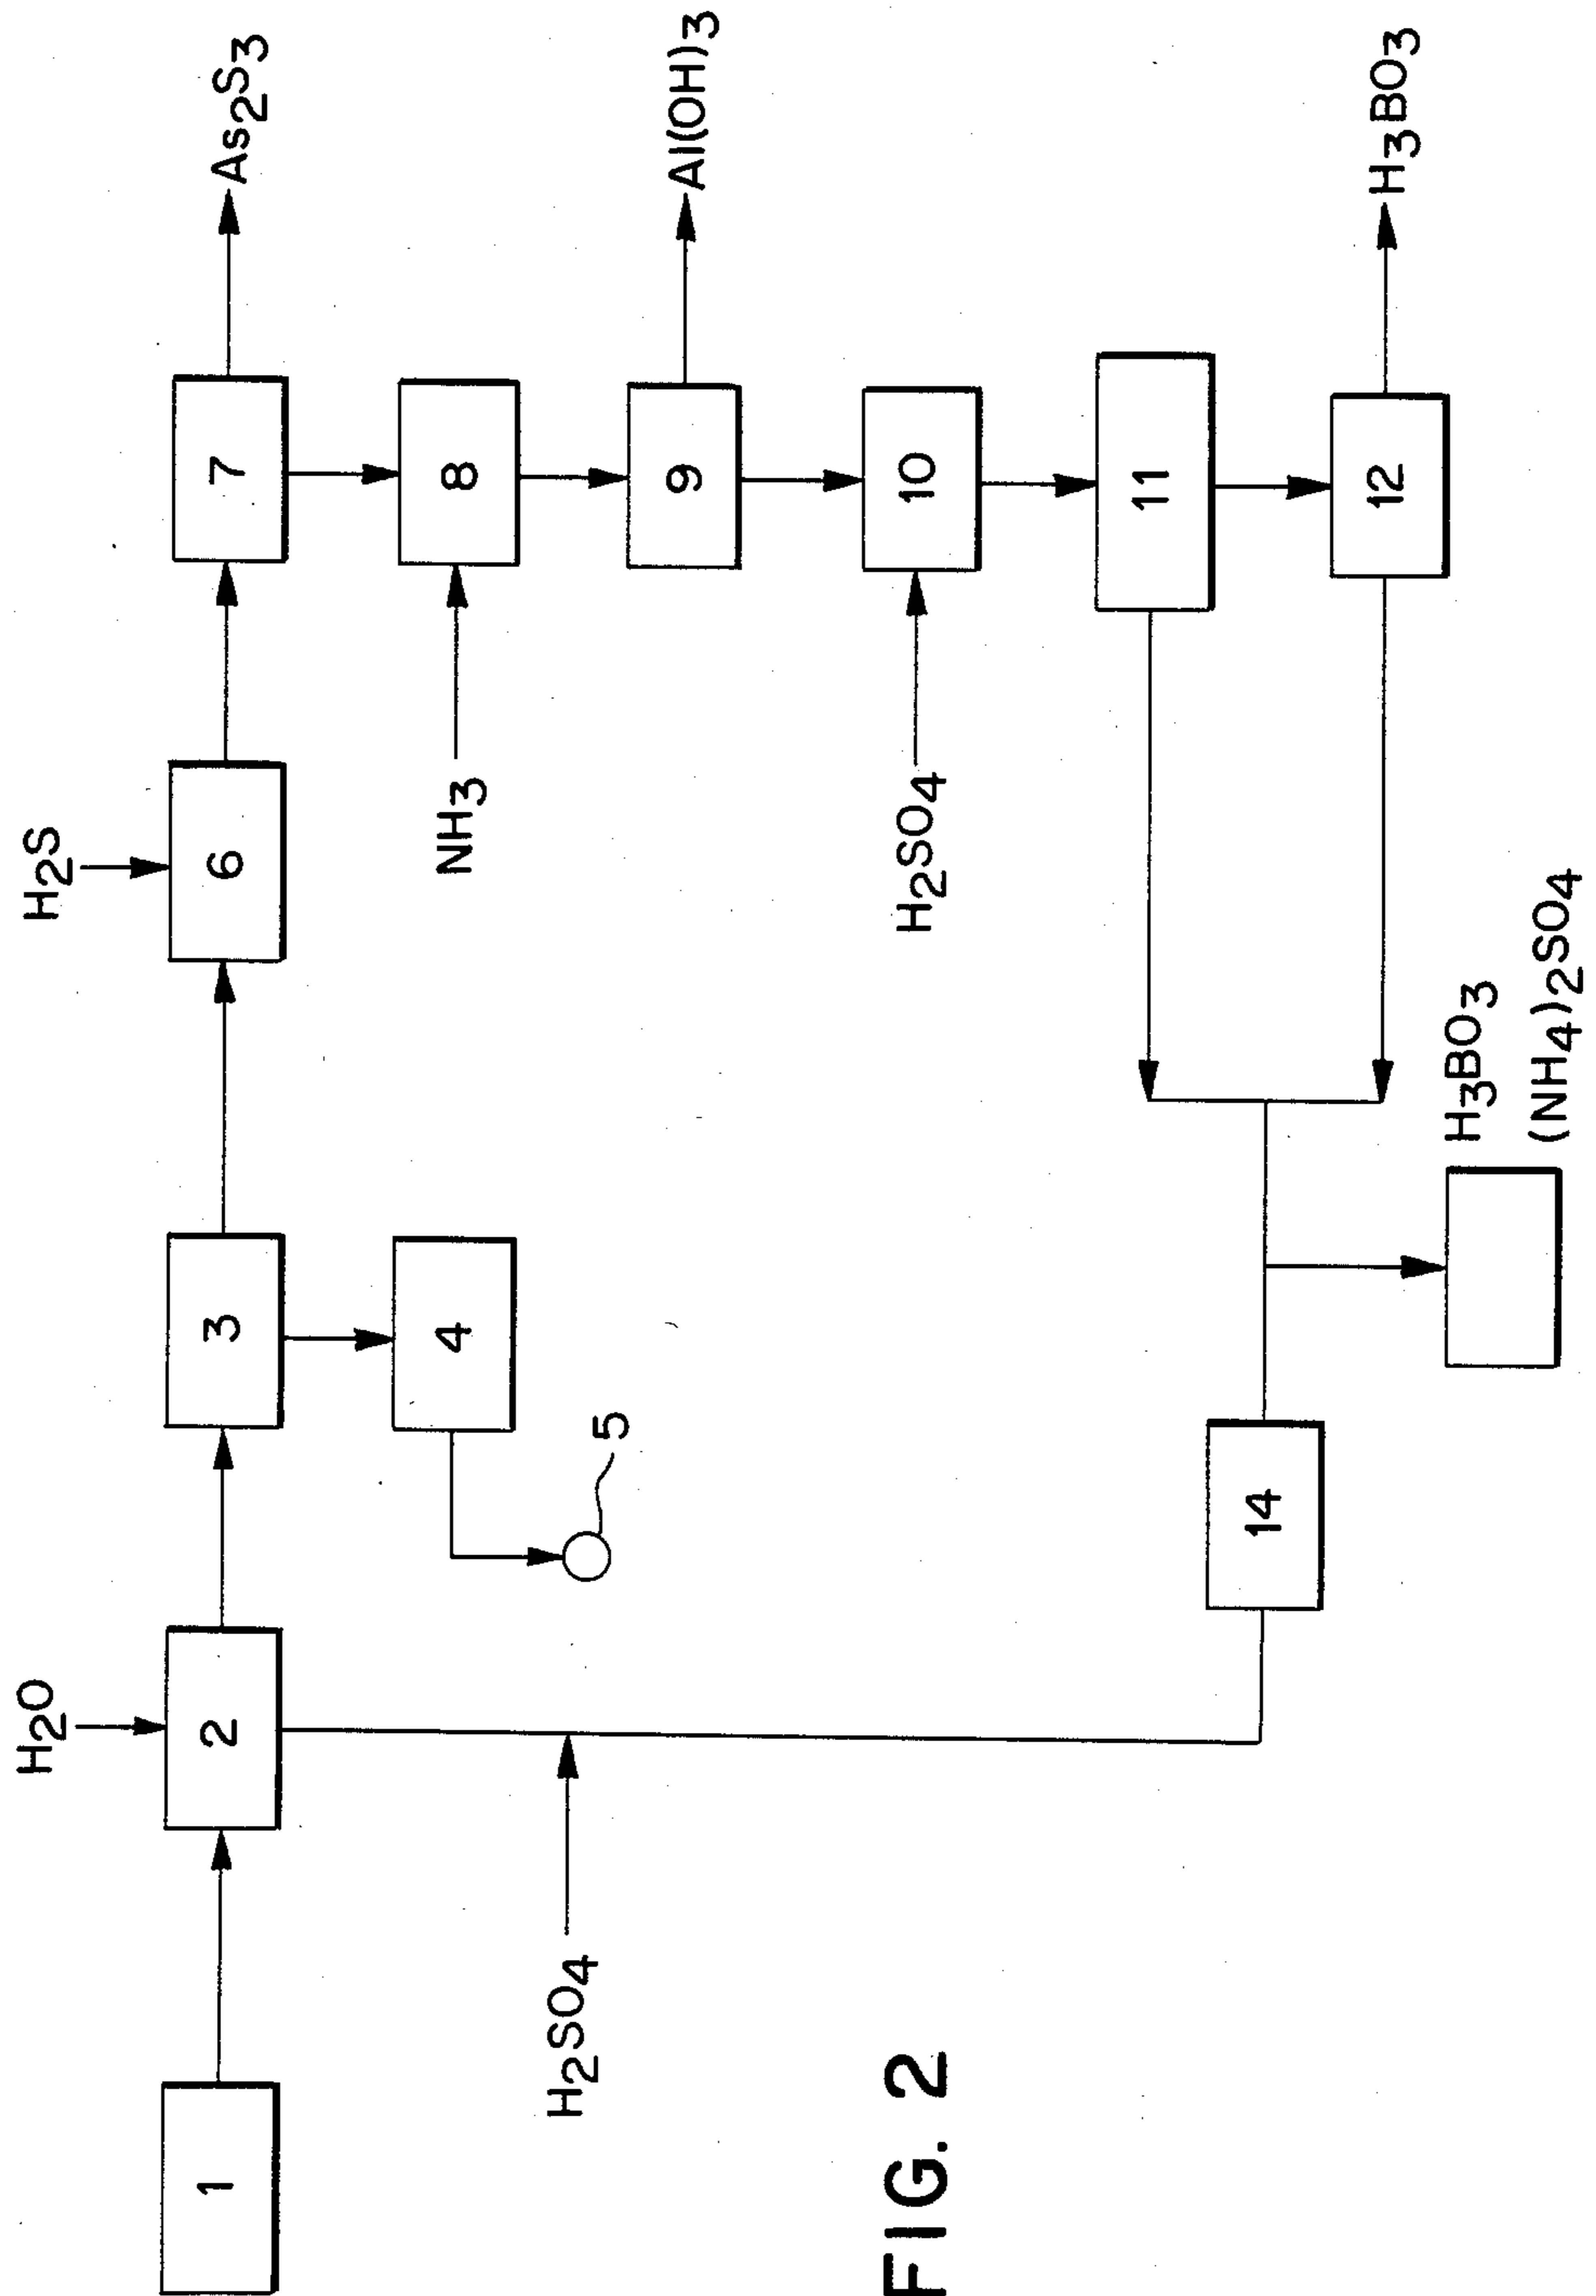 H2O
H2S
1
2
3
6
7
As2S3
4
5
NH3
8
9
Al(OH)3
H2SO4
H2SO4
10
11
12
H3BO3
14
H3BO3
(NH4)2SO4
FIG. 2